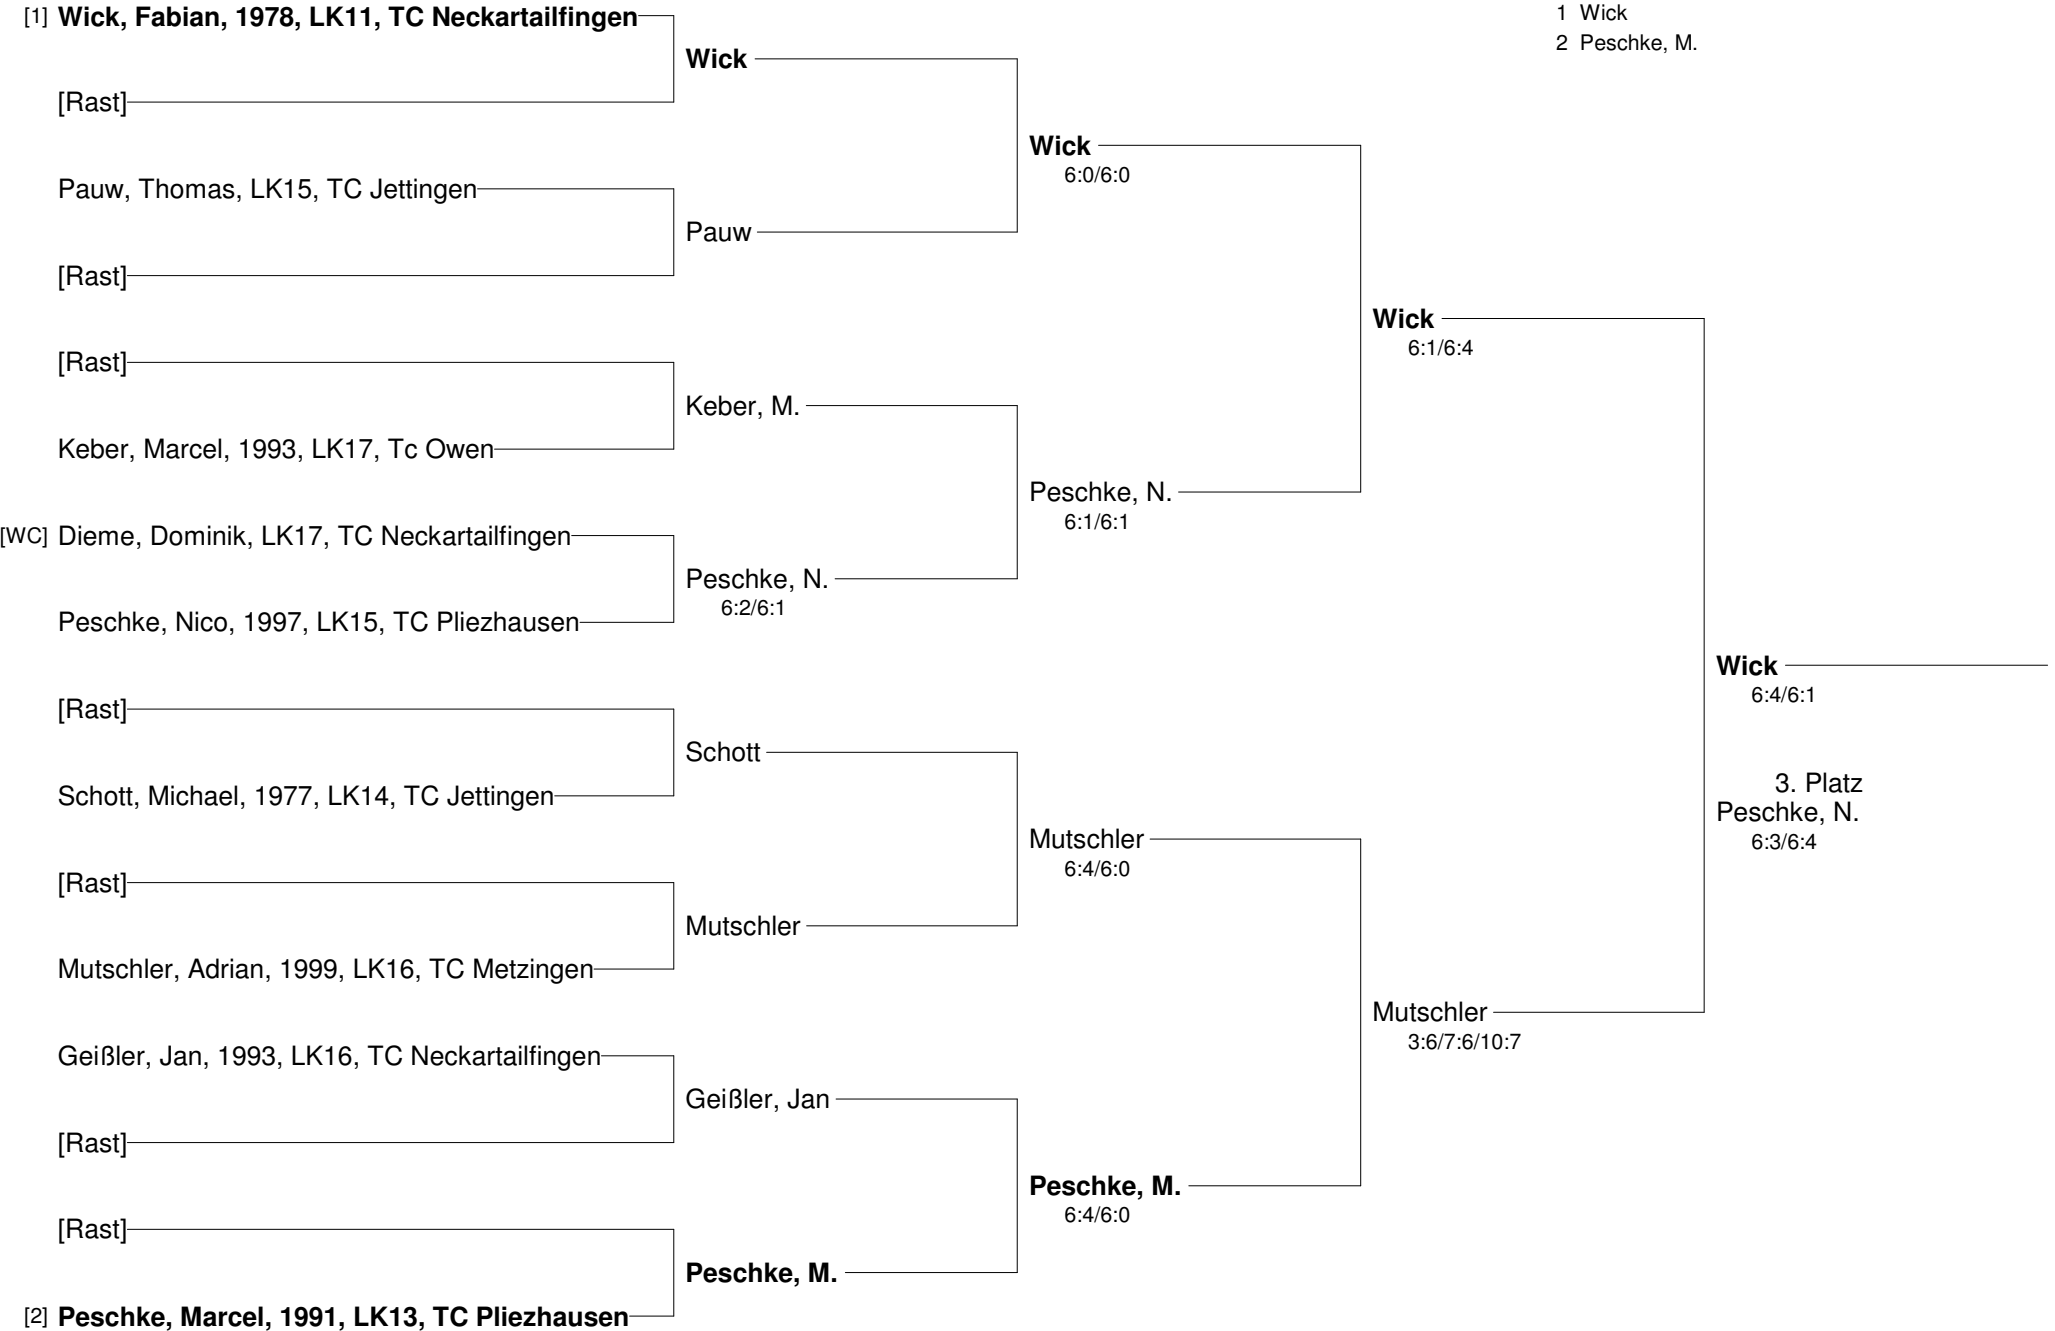 [1] Wick, Fabian, 1978, LK11, TC Neckartailfingen
[Rast]
Pauw, Thomas, LK15, TC Jettingen
[Rast]
[Rast]
Keber, Marcel, 1993, LK17, Tc Owen
[WC] Dieme, Dominik, LK17, TC Neckartailfingen
Peschke, Nico, 1997, LK15, TC Pliezhausen
[Rast]
Schott, Michael, 1977, LK14, TC Jettingen
[Rast]
Mutschler, Adrian, 1999, LK16, TC Metzingen
Geißler, Jan, 1993, LK16, TC Neckartailfingen
[Rast]
[Rast]
[2] Peschke, Marcel, 1991, LK13, TC Pliezhausen
Wick
Pauw
Keber, M.
Peschke, N.
6:2/6:1
Schott
Mutschler
Geißler, Jan
Peschke, M.
Wick
6:0/6:0
Peschke, N.
6:1/6:1
Mutschler
6:4/6:0
Peschke, M.
6:4/6:0
Wick
6:1/6:4
Mutschler
3:6/7:6/10:7
1 Wick
2 Peschke, M.
Wick
6:4/6:1
3. Platz
Peschke, N.
6:3/6:4